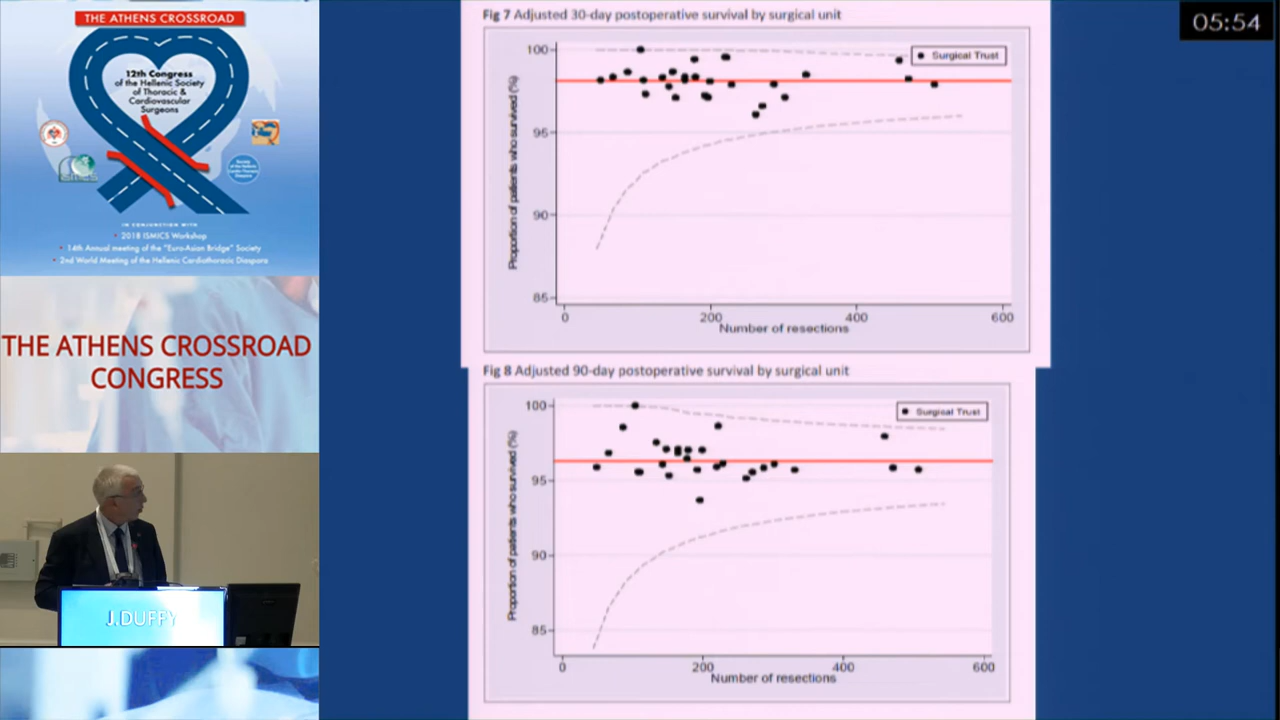 THE ATHENS CROSSROAD
12th Congress
of the Hellenic Society
of Thoracic &
Cardiovascular
Surgeons
IN CONJUNCTION WITH
• 2018 ISMICS Workshop
• 14th Annual meeting of the "Euro-Asian Bridge" Society
• 2nd World Meeting of the Hellenic Cardiothoracic Diaspora
THE ATHENS CROSSROAD
CONGRESS
J.DUFFY
05:54
Fig 7 Adjusted 30-day postoperative survival by surgical unit
Proportion of patients who survived (%)
100
95
90
85
Surgical Trust
0
200
400
600
Number of resections
Fig 8 Adjusted 90-day postoperative survival by surgical unit
Proportion of patients who survived (%)
100
95
90
85
Surgical Trust
0
200
400
600
Number of resections